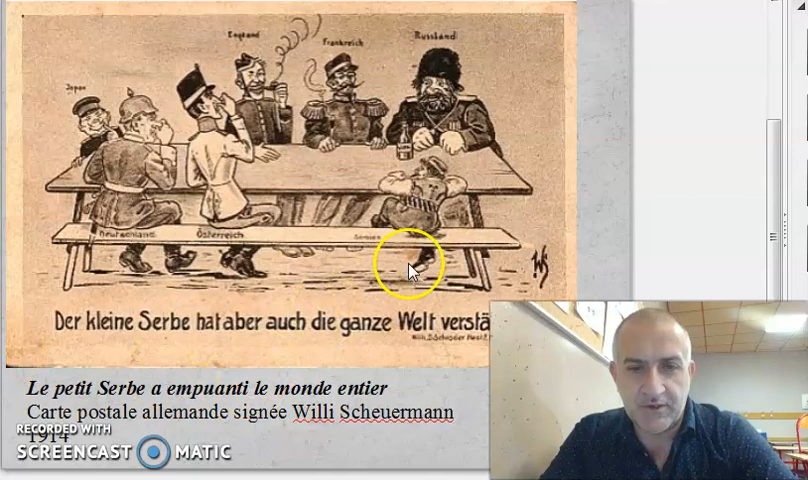 England
Frankreich
Russland
Japan
Deutschland
Österreich
Serbien
Der kleine Serbe hat aber auch die ganze Welt verstä
Le petit Serbe a empuanti le monde entier
Carte postale allemande signée Willi Scheuermann
1914
RECORDED WITH
SCREENCAST MATIC